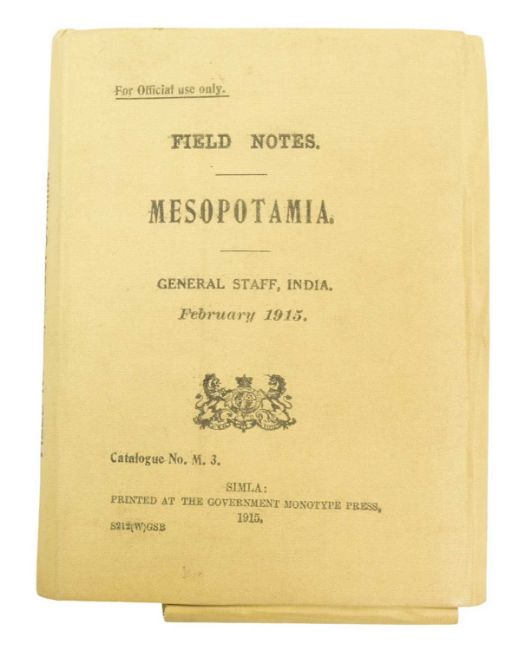 For Official use only.
FIELD NOTES.
MESOPOTAMIA.
GENERAL STAFF, INDIA.
February 1915.
Catalogue No. M. 3.
SIMLA:
PRINTED AT THE GOVERNMENT MONOTYPE PRESS,
1915.
S212(W)GSB